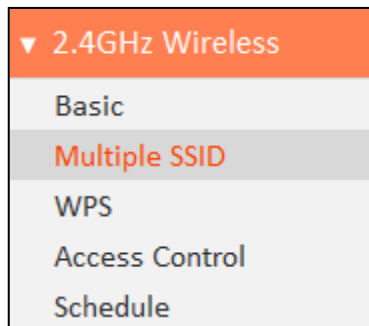 ▼ 2.4GHz Wireless
Basic
Multiple SSID
WPS
Access Control
Schedule